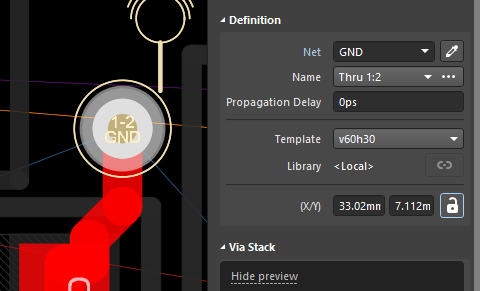 1-2
GND
Definition
Net GND
Name Thru 1:2
Propagation Delay 0ps
Template v60h30
Library <Local>
(X/Y) 33.02mm 7.112m
Via Stack
Hide preview